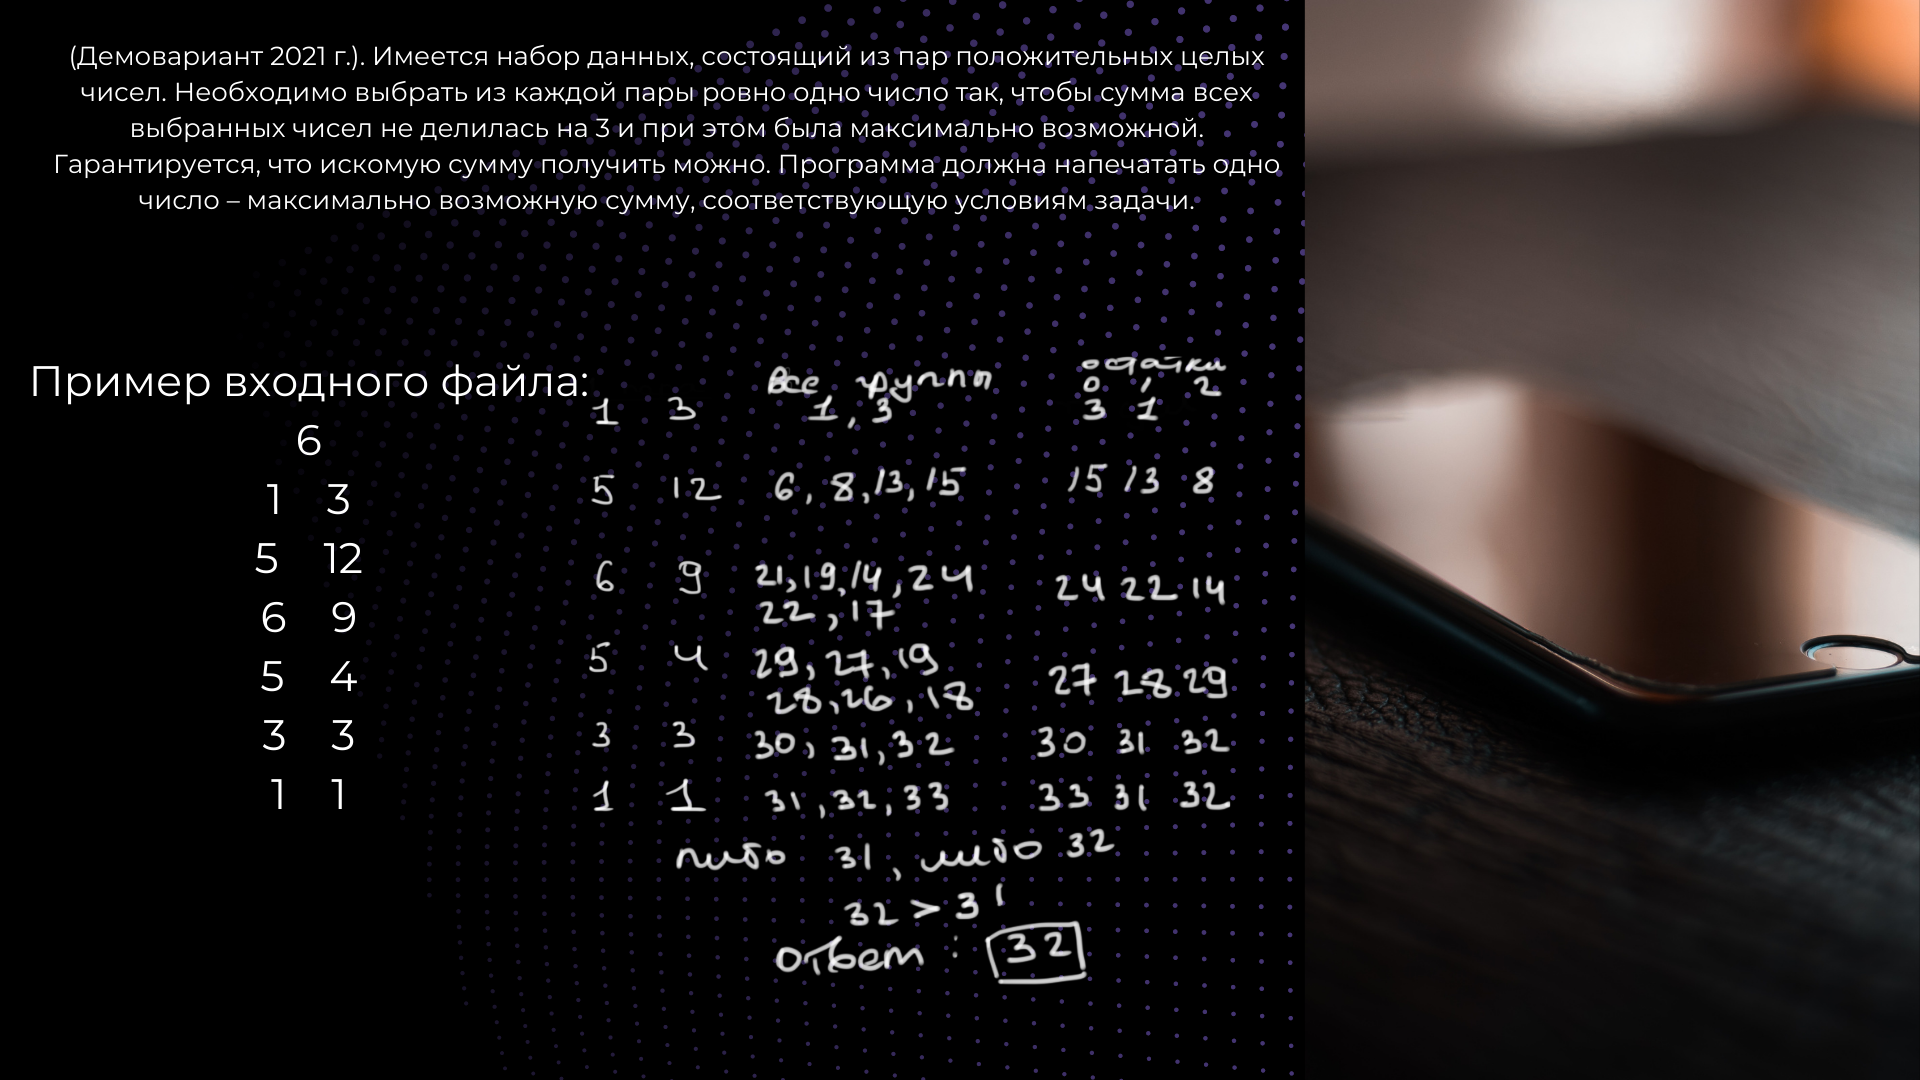 (Демовариант 2021 г.). Имеется набор данных, состоящий из пар положительных целых
чисел. Необходимо выбрать из каждой пары ровно одно число так, чтобы сумма всех
выбранных чисел не делилась на 3 и при этом была максимально возможной.
Гарантируется, что искомую сумму получить можно. Программа должна напечатать одно
число – максимально возможную сумму, соответствующую условиям задачи.
Пример входного файла:
6
1 3
5 12
6 9
5 4
3 3
1 1
все группы остатки
0 1 2
1 3 1, 3 3 1
5 12 6, 8, 13, 15 15 13 8
6 9 21, 19, 14, 24 24 22 14
22, 17
5 4 29, 27, 19 27 28 29
28, 26, 18
3 3 30, 31, 32 30 31 32
1 1 31, 32, 33 33 31 32
либо 31, либо 32
32 > 31
ответ: 32